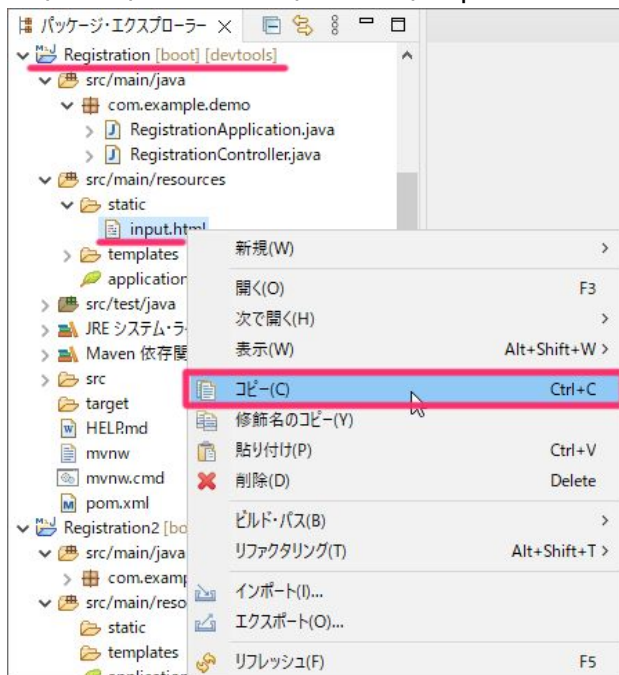 パッケージ・エクスプローラー
Registration [boot] [devtools]
src/main/java
com.example.demo
RegistrationApplication.java
RegistrationController.java
src/main/resources
static
input.html
templates
application
src/test/java
JRE システム・ラ
Maven 依存関
src
target
HELP.md
mvnw
mvnw.cmd
pom.xml
Registration2 [bo
src/main/java
com.examp
src/main/reso
static
templates
新規(W)
開く(O) F3
次で開く(H)
表示(W) Alt+Shift+W >
コピー(C) Ctrl+C
修飾名のコピー(Y)
貼り付け(P) Ctrl+V
削除(D) Delete
ビルド・パス(B)
リファクタリング(T) Alt+Shift+T >
インポート(I)...
エクスポート(O)...
リフレッシュ(F) F5